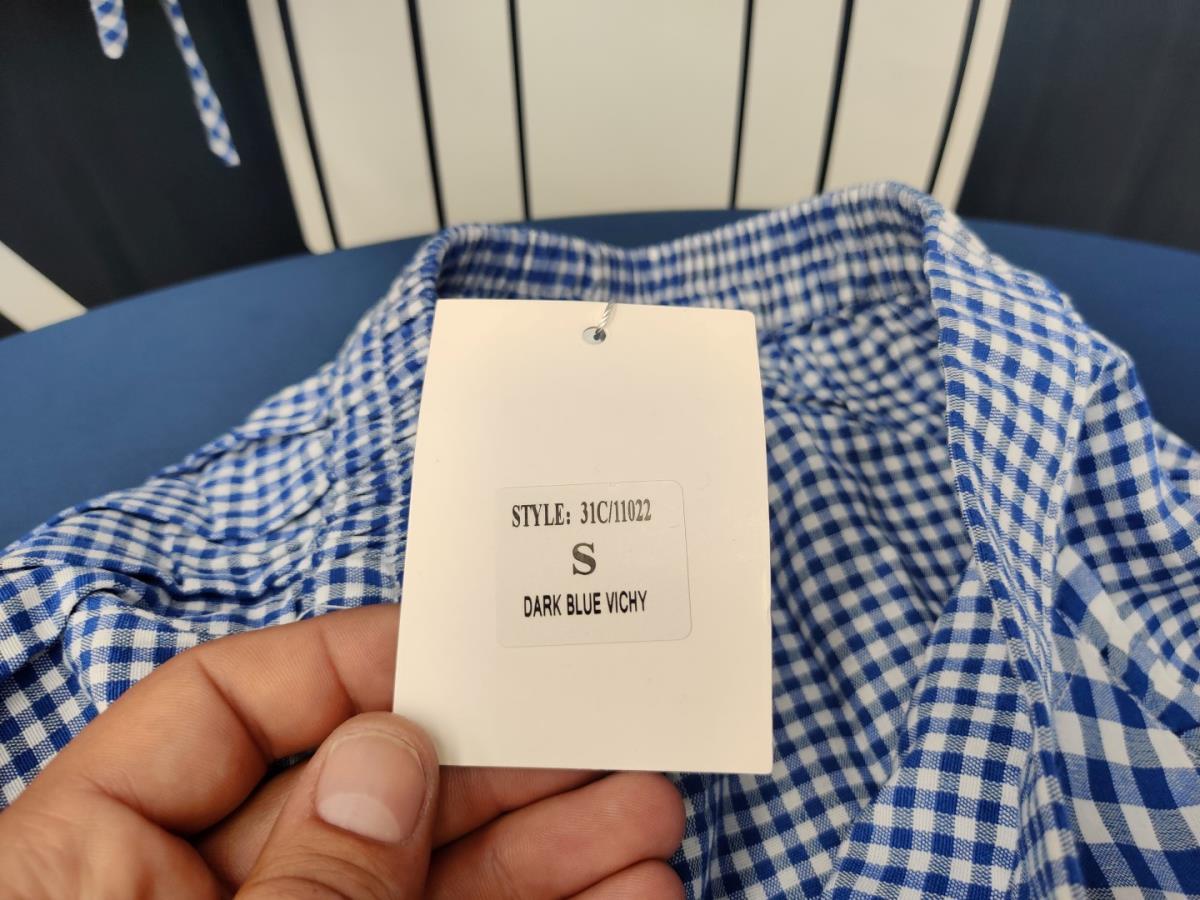 STYLE: 31C/11022
S
DARK BLUE VICHY